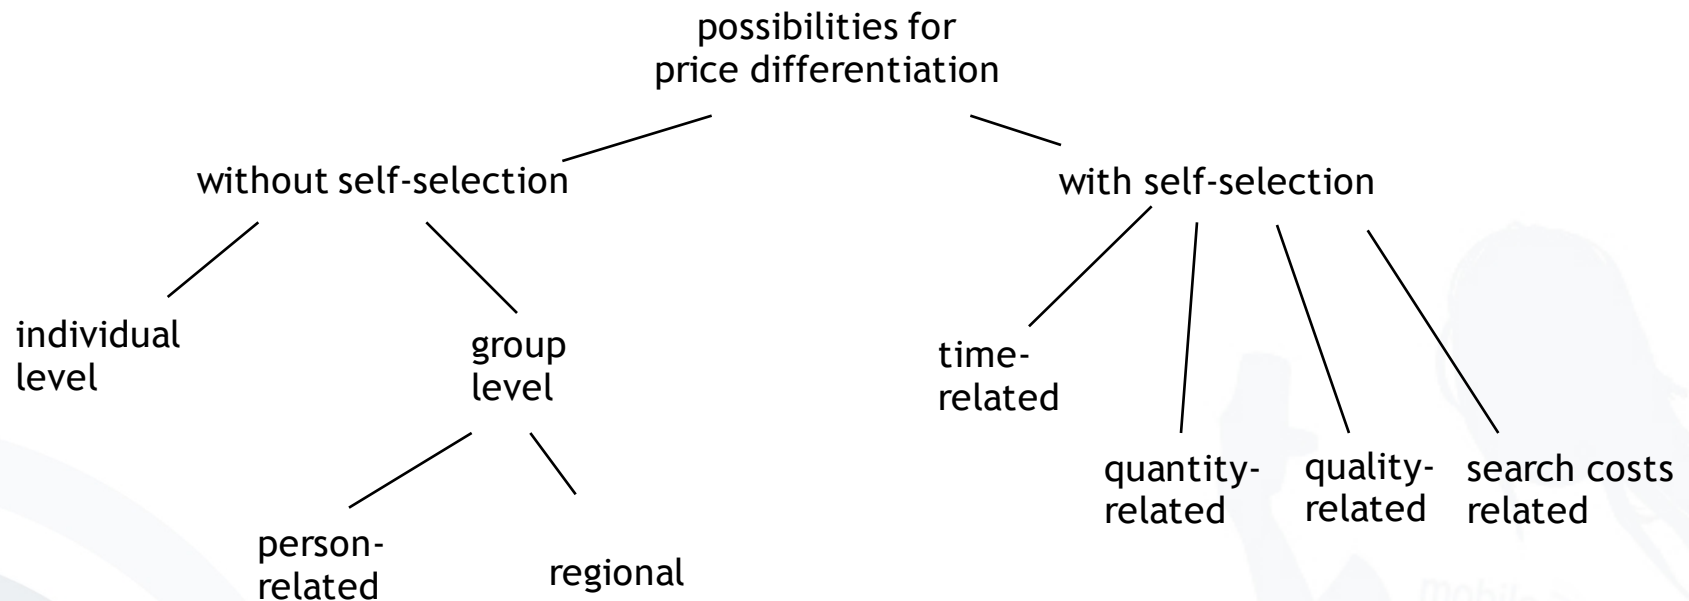 possibilities for
price differentiation
without self-selection
with self-selection
individual
level
group
level
time-
related
quantity-
related
quality-
related
search costs
related
person-
related
regional